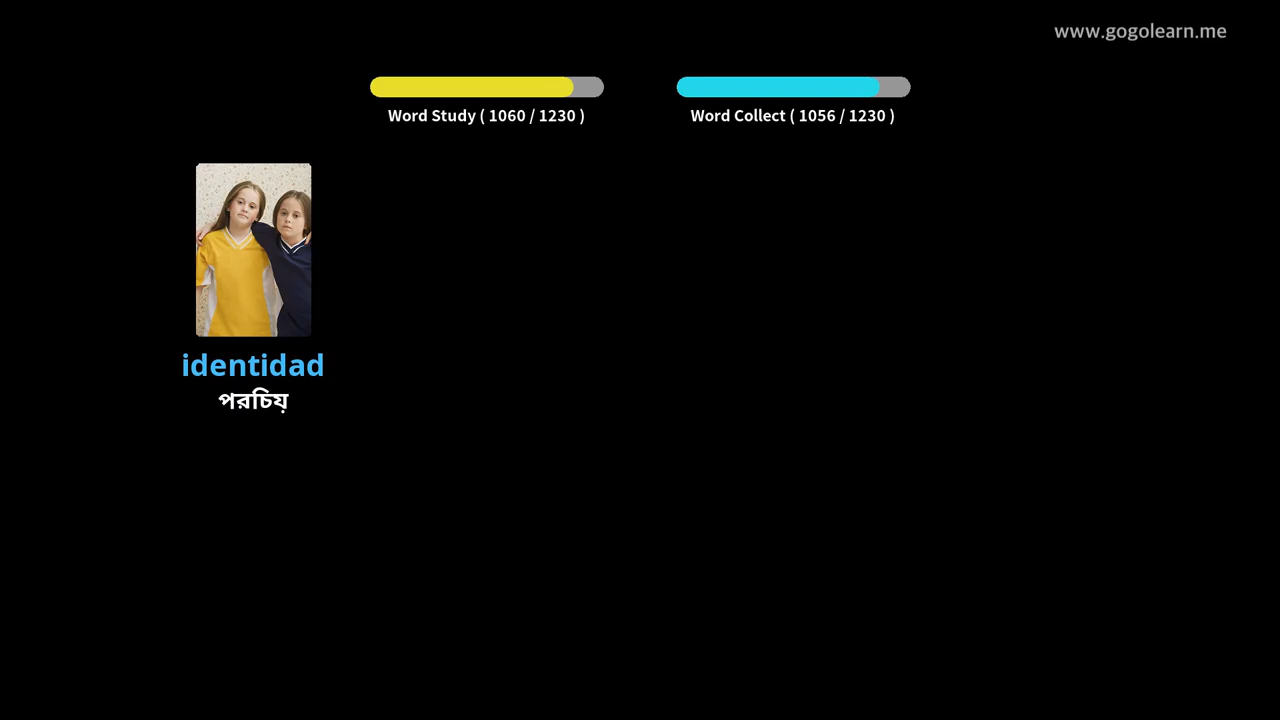 www.gogolearn.me
Word Study ( 1060 / 1230 )
Word Collect ( 1056 / 1230 )
identidad
পরিচয়